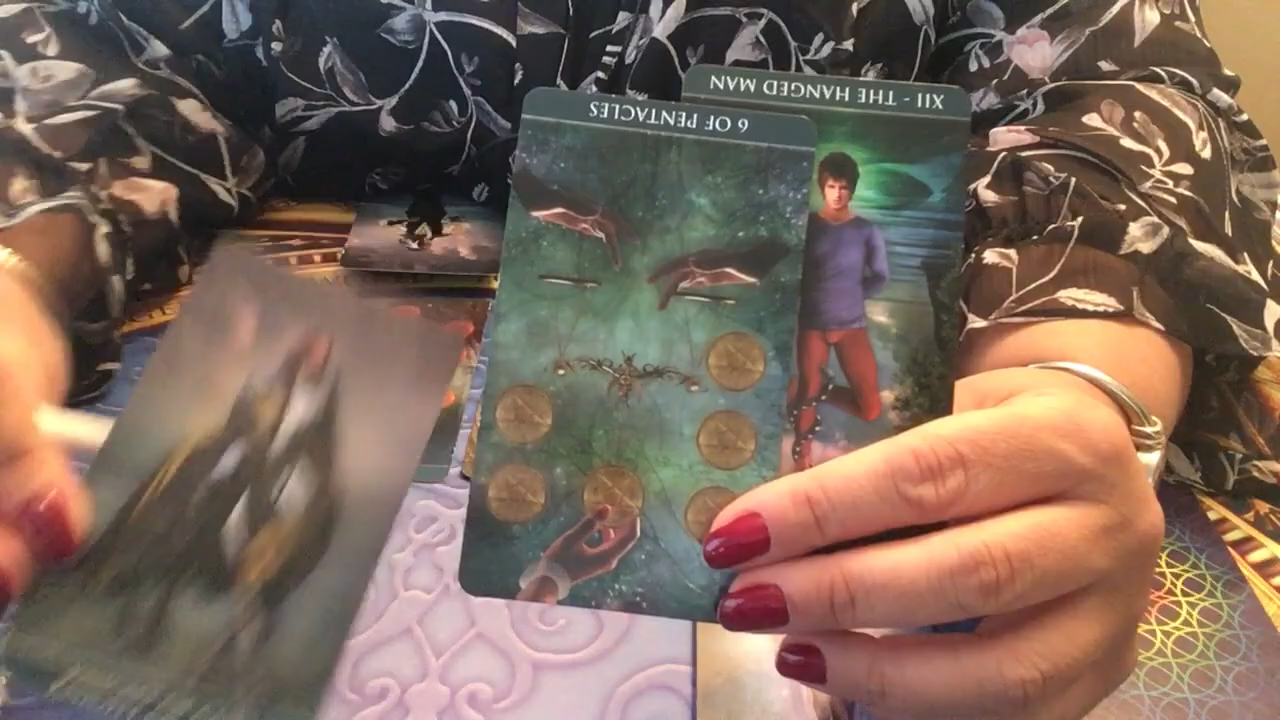 XII - THE HANGED MAN
6 OF PENTACLES